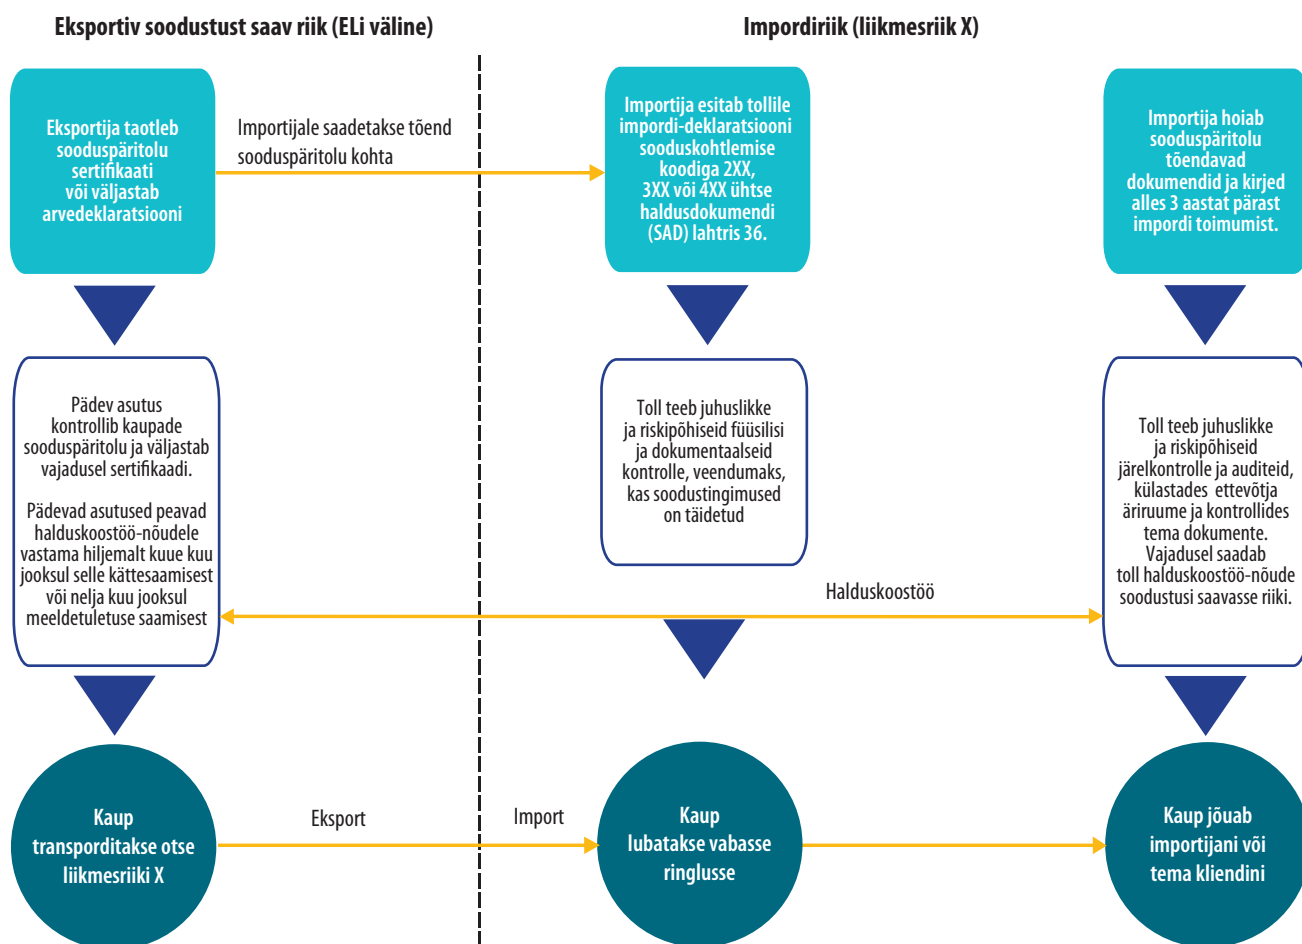 Eksportiv soodustust saav riik (ELi väline)
Impordiriik (liikmesriik X)
Eksportija taotleb
sooduspäritolu
sertifikaati
või väljastab
arvedeklaratsiooni
Importijale saadetakse tõend
sooduspäritolu kohta
Importija esitab tollile
impordi-deklaratsiooni
sooduskohtlemise
koodiga 2XX,
3XX või 4XX ühtse
haldusdokumendi
(SAD) lahtris 36.
Importija hoiab
sooduspäritolu
tõendavad
dokumendid ja kirjed
alles 3 aastat pärast
impordi toimumist.
Pädev asutus
kontrollib kaupade
sooduspäritolu ja väljastab
vajadusel sertifikaadi.
Pädevad asutused peavad
halduskoostöö-nõudele
vastama hiljemalt kuue kuu
jooksul selle kättesaamisest
või nelja kuu jooksul
meeldetuletuse saamisest
Toll teeb juhuslikke
ja riskipõhiseid füüsilisi
ja dokumentaalseid
kontrolle, veendumaks,
kas soodustingimused
on täidetud
Toll teeb juhuslikke
ja riskipõhiseid
järelkontrolle ja auditeid,
külastades ettevõtja
äriruume ja kontrollides
tema dokumente.
Vajadusel saadab
toll halduskoostöö-nõude
soodustusi saavasse riiki.
Halduskoostöö
Kaup
transporditakse otse
liikmesriiki X
Eksport
Import
Kaup
lubatakse vabasse
ringlusse
Kaup jõuab
importijani või
tema kliendini